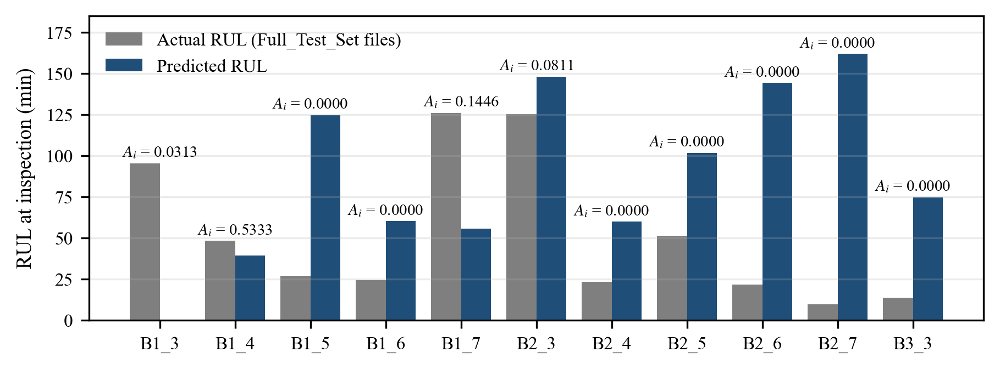 Actual RUL (Full_Test_Set files)
Predicted RUL
RUL at inspection (min)
175
150
125
100
75
50
25
0
A_i = 0.0313
A_i = 0.5333
A_i = 0.0000
A_i = 0.0000
A_i = 0.1446
A_i = 0.0811
A_i = 0.0000
A_i = 0.0000
A_i = 0.0000
A_i = 0.0000
A_i = 0.0000
B1_3 B1_4 B1_5 B1_6 B1_7 B2_3 B2_4 B2_5 B2_6 B2_7 B3_3